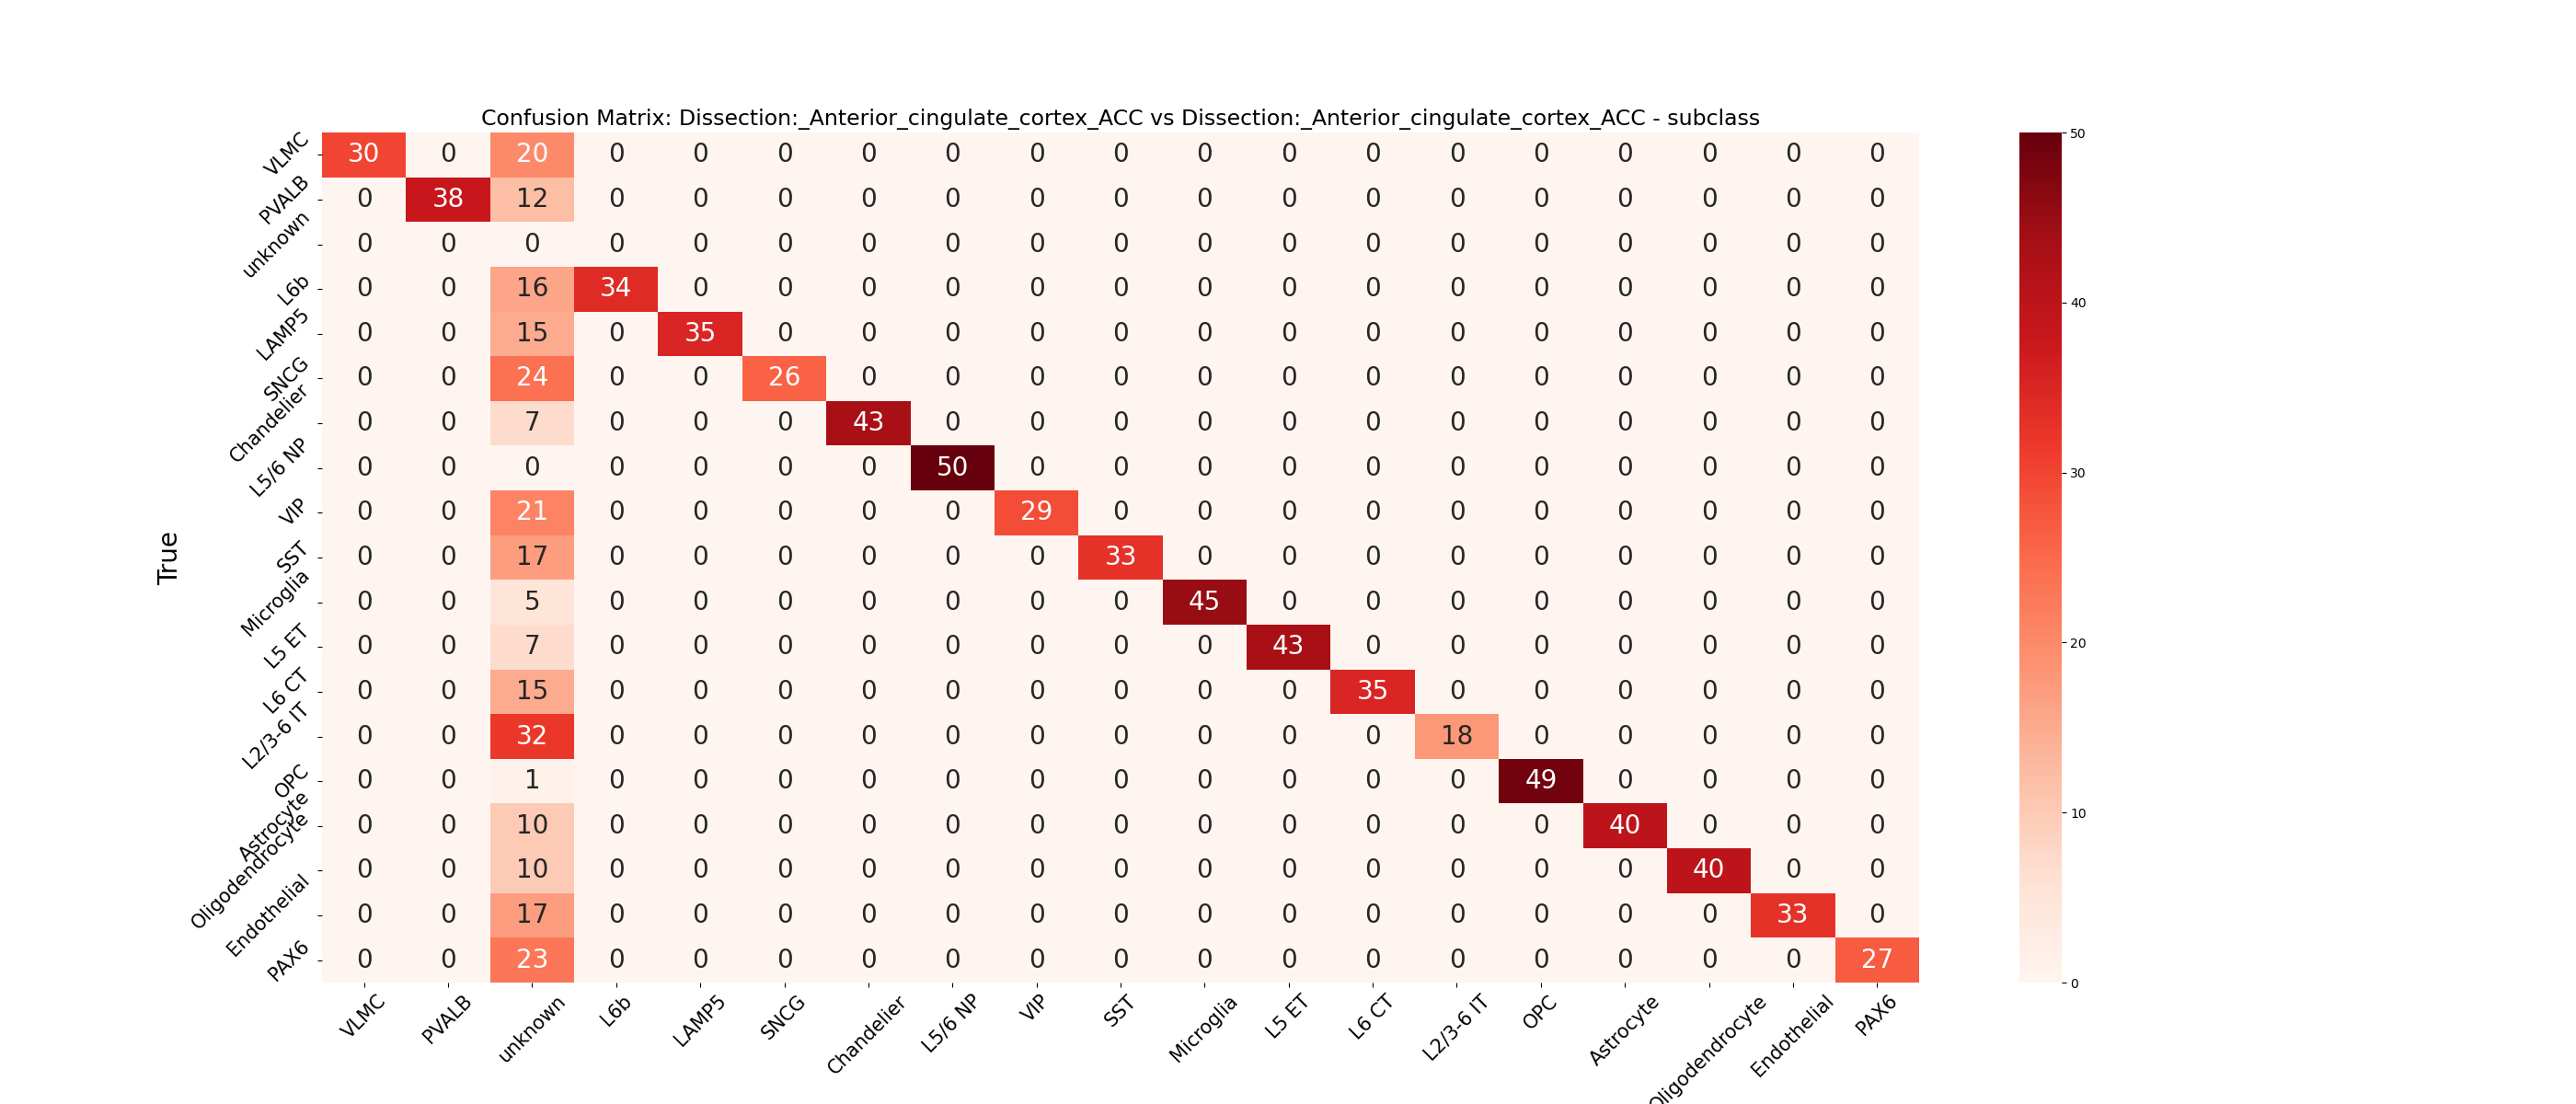 Confusion Matrix: Dissection:_Anterior_cingulate_cortex_ACC vs Dissection:_Anterior_cingulate_cortex_ACC - subclass
True
VLMC 30 0 20 0 0 0 0 0 0 0 0 0 0 0 0 0 0 0 0
PVALB 0 38 12 0 0 0 0 0 0 0 0 0 0 0 0 0 0 0 0
unknown 0 0 0 0 0 0 0 0 0 0 0 0 0 0 0 0 0 0 0
L6b 0 0 16 34 0 0 0 0 0 0 0 0 0 0 0 0 0 0 0
LAMP5 0 0 15 0 35 0 0 0 0 0 0 0 0 0 0 0 0 0 0
SNCG 0 0 24 0 0 26 0 0 0 0 0 0 0 0 0 0 0 0 0
Chandelier 0 0 7 0 0 0 43 0 0 0 0 0 0 0 0 0 0 0 0
L5/6 NP 0 0 0 0 0 0 0 50 0 0 0 0 0 0 0 0 0 0 0
VIP 0 0 21 0 0 0 0 0 29 0 0 0 0 0 0 0 0 0 0
SST 0 0 17 0 0 0 0 0 0 33 0 0 0 0 0 0 0 0 0
Microglia 0 0 5 0 0 0 0 0 0 0 45 0 0 0 0 0 0 0 0
L5 ET 0 0 7 0 0 0 0 0 0 0 0 43 0 0 0 0 0 0 0
L6 CT 0 0 15 0 0 0 0 0 0 0 0 0 35 0 0 0 0 0 0
L2/3-6 IT 0 0 32 0 0 0 0 0 0 0 0 0 0 18 0 0 0 0 0
OPC 0 0 1 0 0 0 0 0 0 0 0 0 0 0 49 0 0 0 0
Astrocyte 0 0 10 0 0 0 0 0 0 0 0 0 0 0 0 40 0 0 0
Oligodendrocyte 0 0 10 0 0 0 0 0 0 0 0 0 0 0 0 0 40 0 0
Endothelial 0 0 17 0 0 0 0 0 0 0 0 0 0 0 0 0 0 33 0
PAX6 0 0 23 0 0 0 0 0 0 0 0 0 0 0 0 0 0 0 27
VLMC PVALB unknown L6b LAMP5 SNCG Chandelier L5/6 NP VIP SST Microglia L5 ET L6 CT L2/3-6 IT OPC Astrocyte Oligodendrocyte Endothelial PAX6
50
40
30
20
10
0